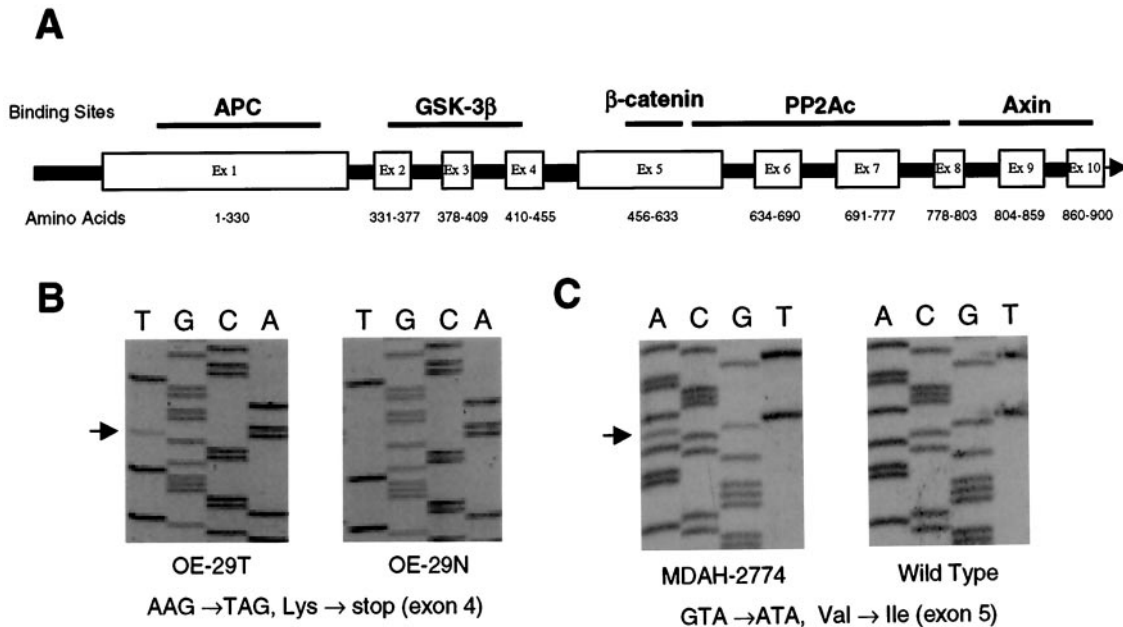 A
Binding Sites APC GSK-3β β-catenin PP2Ac Axin
Ex 1 Ex 2 Ex 3 Ex 4 Ex 5 Ex 6 Ex 7 Ex 8 Ex 9 Ex 10
Amino Acids 1-330 331-377 378-409 410-455 456-633 634-690 691-777 778-803 804-859 860-900
B
T G C A T G C A
OE-29T OE-29N
AAG →TAG, Lys → stop (exon 4)
C
A C G T A C G T
MDAH-2774 Wild Type
GTA →ATA, Val → Ile (exon 5)